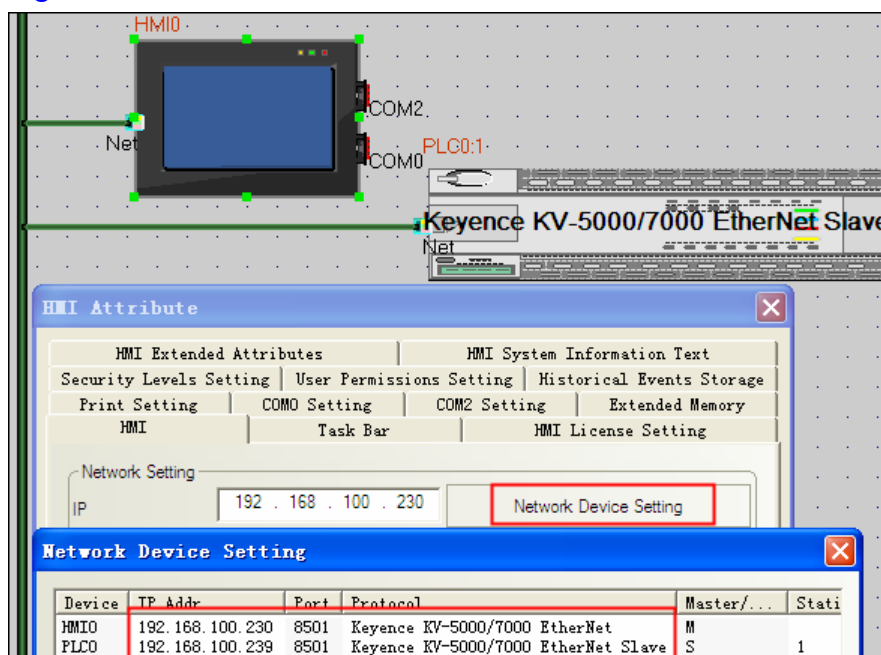 HMI0
COM2
Net
COM0
PLC0:1
Keyence KV-5000/7000 EtherNet Slave
Net
HMI Attribute
HMI Extended Attributes HMI System Information Text
Security Levels Setting User Permissions Setting Historical Events Storage
Print Setting COM0 Setting COM2 Setting Extended Memory
HMI Task Bar HMI License Setting
Network Setting
IP 192 . 168 . 100 . 230 Network Device Setting
Network Device Setting
Device IP Addr Port Protocol Master/... Stati
HMI0 192.168.100.230 8501 Keyence KV-5000/7000 EtherNet M
PLC0 192.168.100.239 8501 Keyence KV-5000/7000 EtherNet Slave S 1